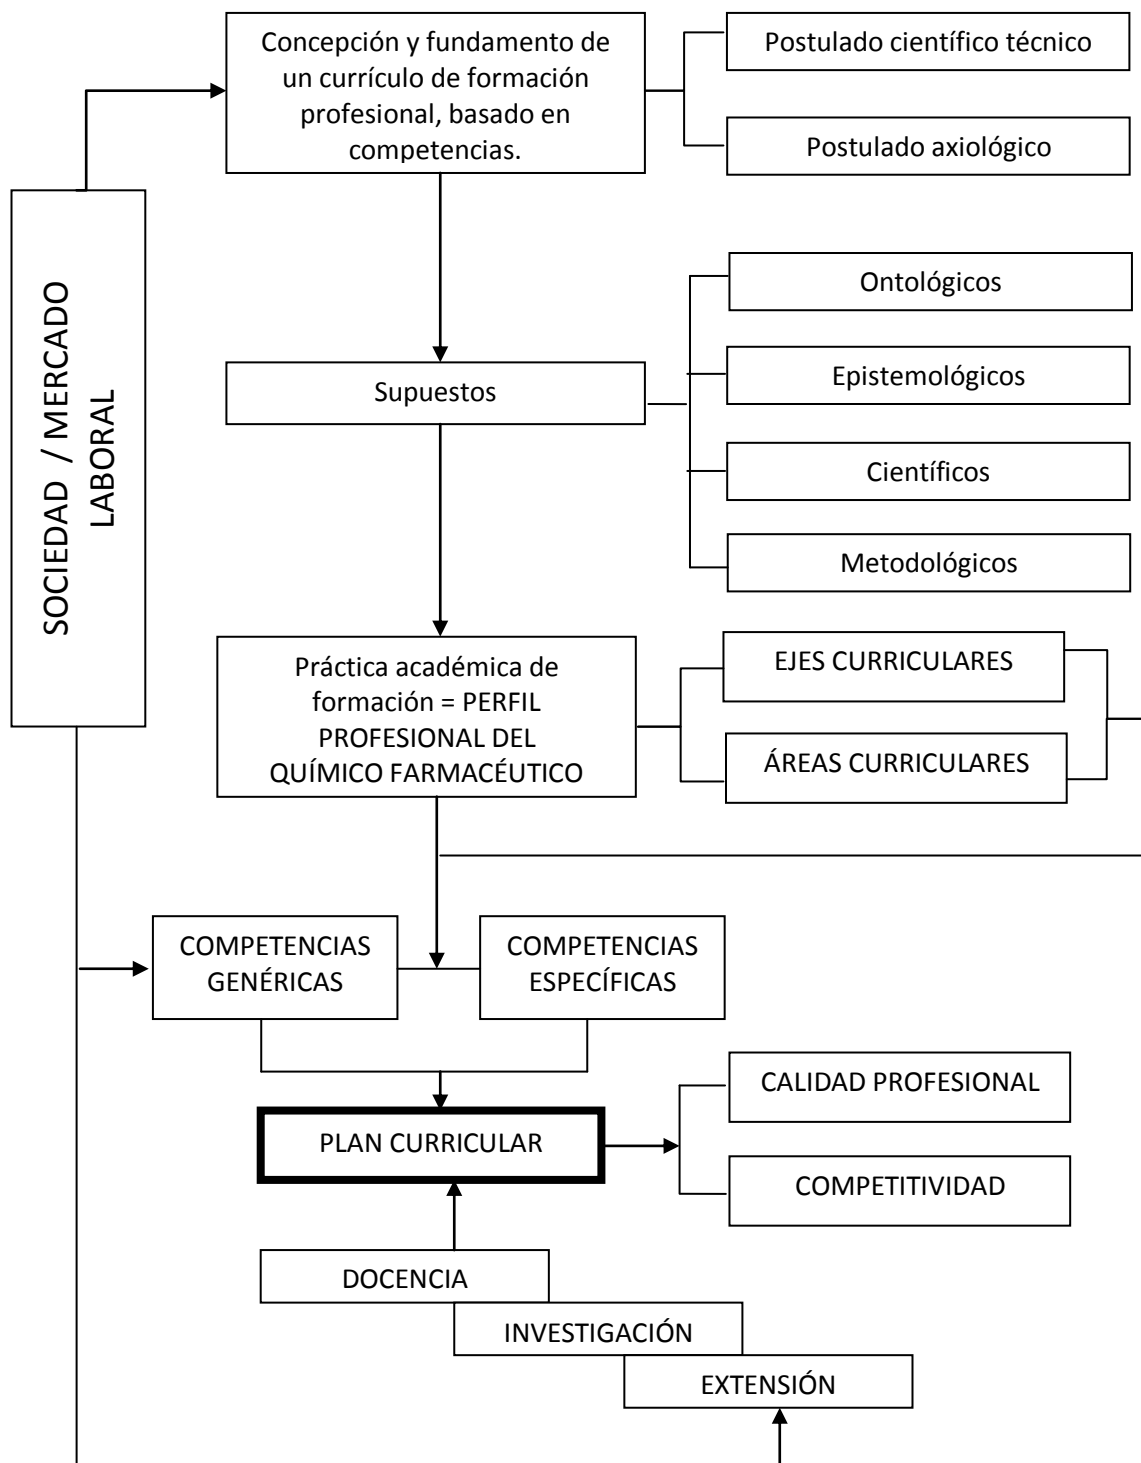 Concepción y fundamento de
un currículo de formación
profesional, basado en
competencias.
Postulado científico técnico
Postulado axiológico
SOCIEDAD / MERCADO
LABORAL
Supuestos
Ontológicos
Epistemológicos
Científicos
Metodológicos
Práctica académica de
formación = PERFIL
PROFESIONAL DEL
QUÍMICO FARMACÉUTICO
EJES CURRICULARES
ÁREAS CURRICULARES
COMPETENCIAS
GENÉRICAS
COMPETENCIAS
ESPECÍFICAS
PLAN CURRICULAR
CALIDAD PROFESIONAL
COMPETITIVIDAD
DOCENCIA
INVESTIGACIÓN
EXTENSIÓN